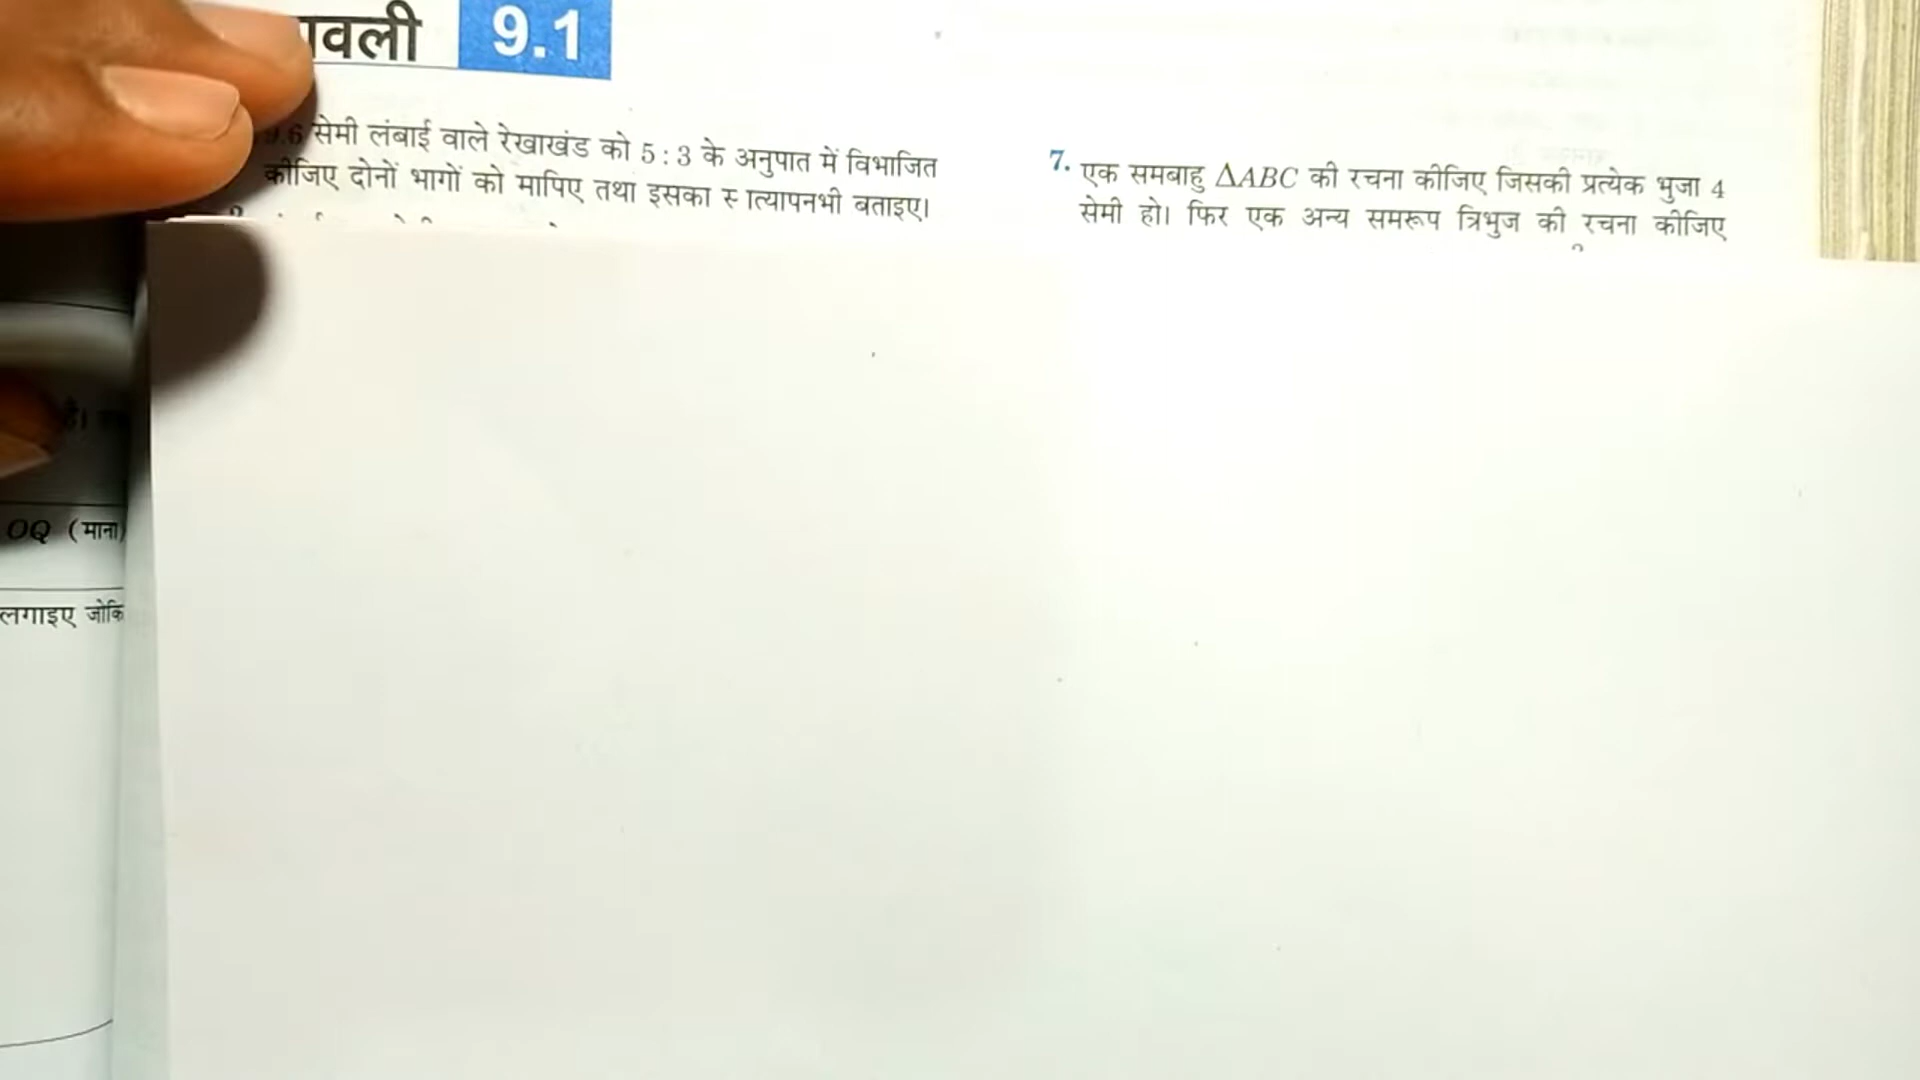 वली 9.1
.6 सेमी लंबाई वाले रेखाखंड को 5 : 3 के अनुपात में विभाजित
कीजिए दोनों भागों को मापिए तथा इसका स ात्यापनभी बताइए।
7. एक समबाहु ΔABC की रचना कीजिए जिसकी प्रत्येक भुजा 4
सेमी हो। फिर एक अन्य समरूप त्रिभुज की रचना कीजिए
है।
OQ (माना)
लगाइए जोकि